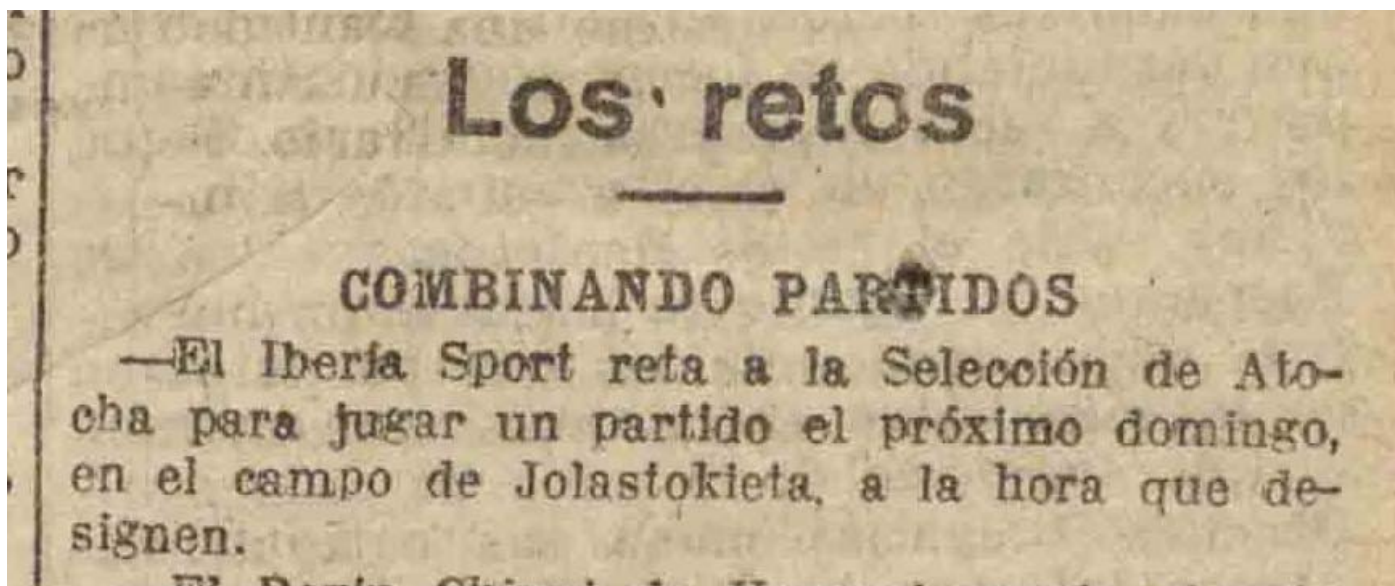 Los retos
COMBINANDO PARTIDOS
—El Ibería Sport reta a la Selección de Ato-
cha para jugar un partido el próximo domingo,
en el campo de Jolastokieta, a la hora que de-
signen.